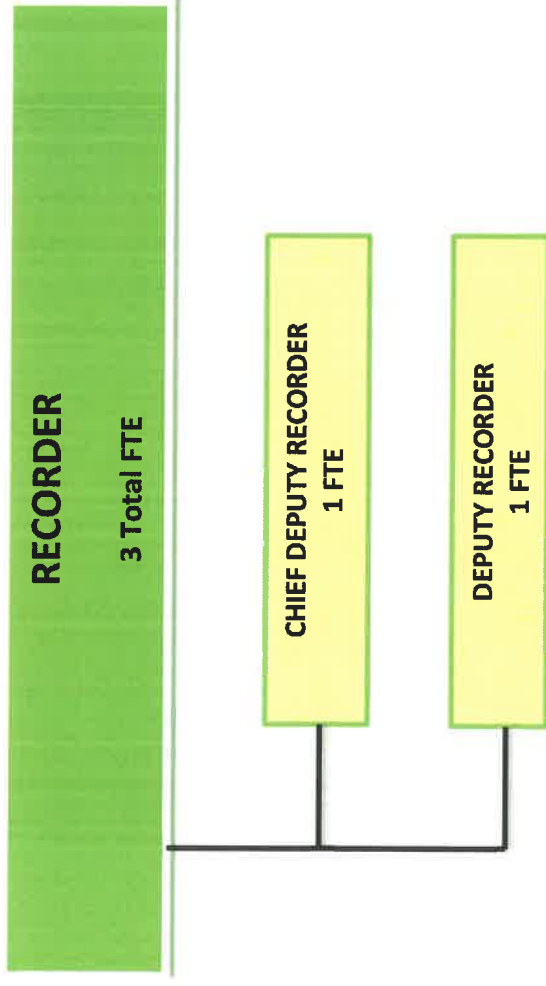 RECORDER
3 Total FTE
CHIEF DEPUTY RECORDER
1 FTE
DEPUTY RECORDER
1 FTE